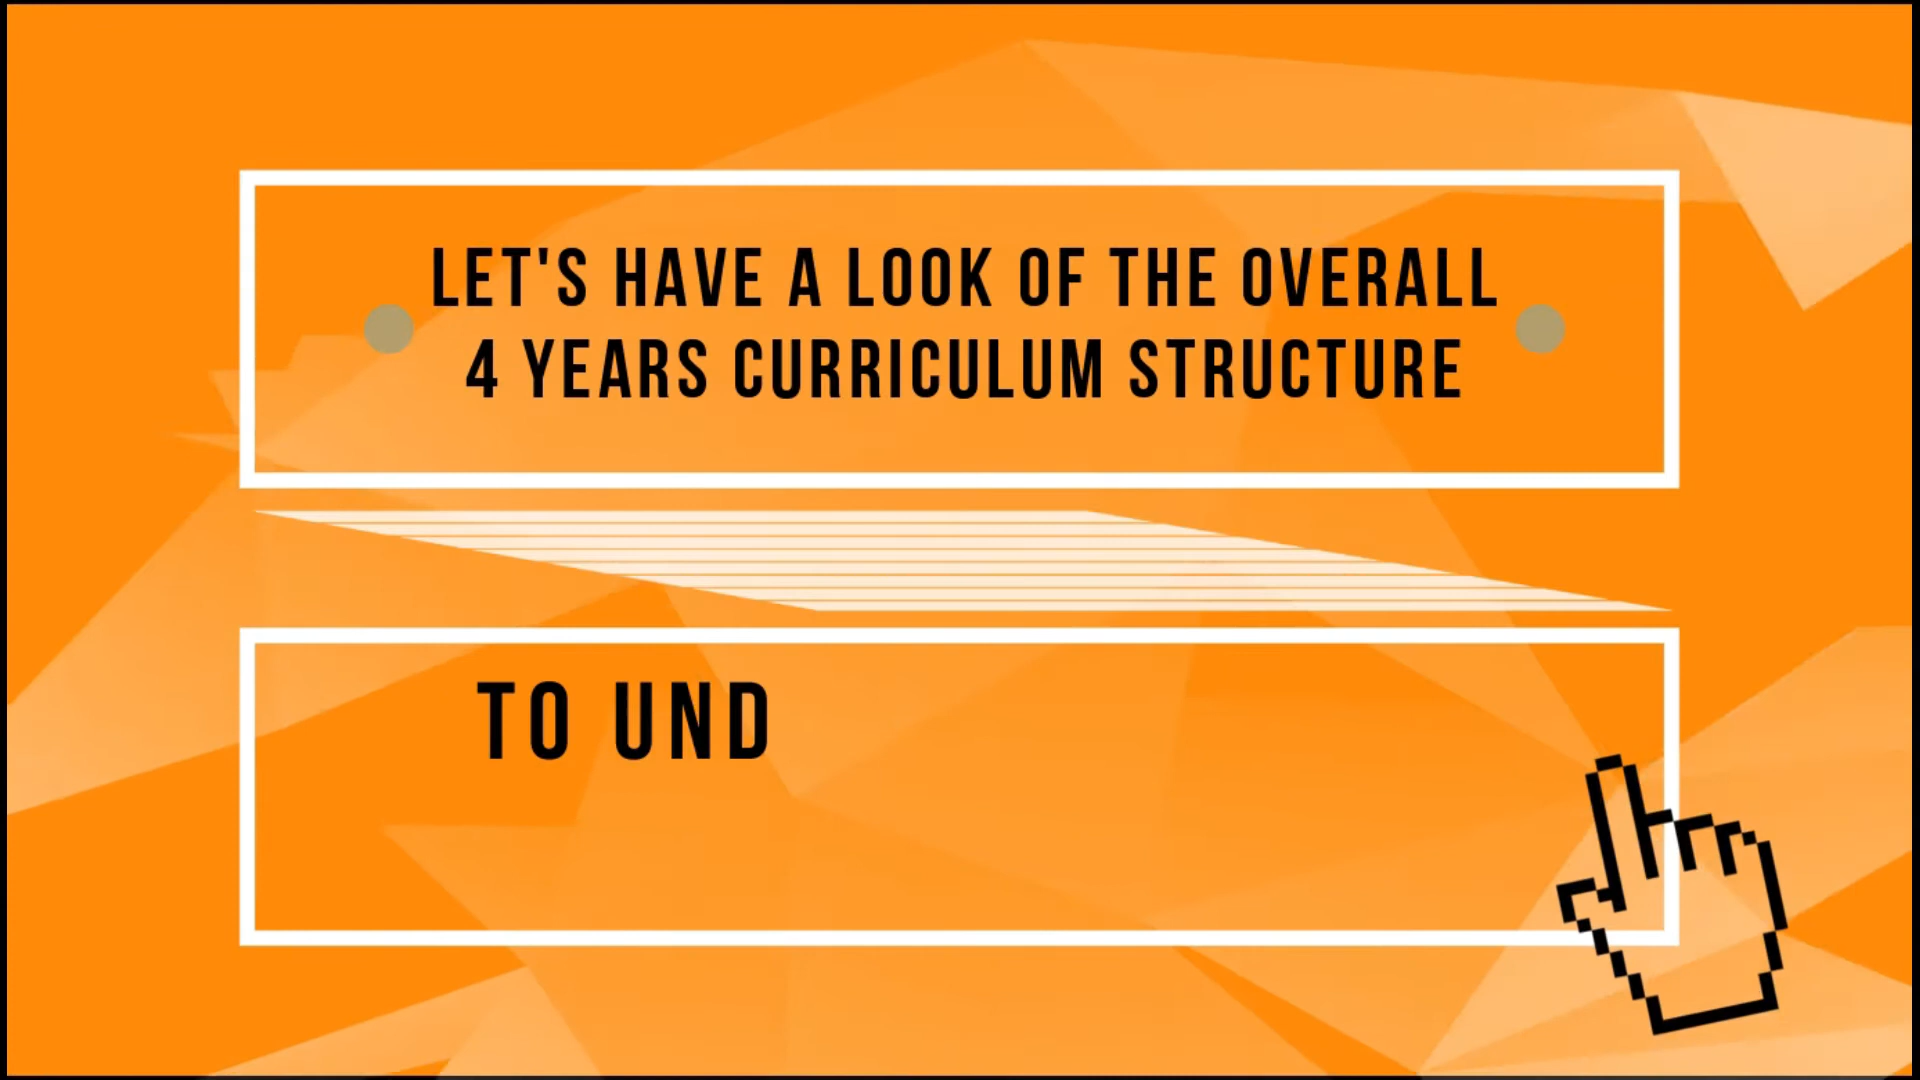 LET'S HAVE A LOOK OF THE OVERALL
4 YEARS CURRICULUM STRUCTURE
TO UND